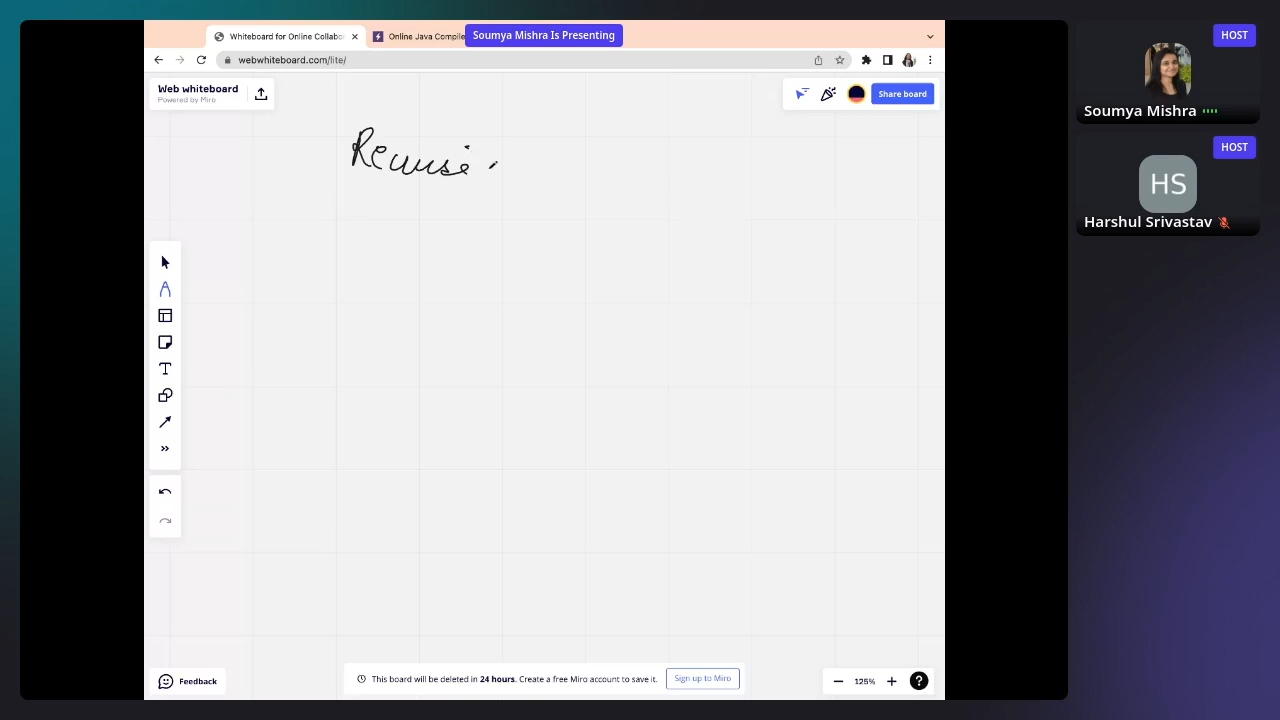 Whiteboard for Online Collabo
Online Java Compile
Soumya Mishra Is Presenting
webwhiteboard.com/lite/
Web whiteboard
Powered by Miro
Share board
Recursi
Feedback
This board will be deleted in 24 hours. Create a free Miro account to save it.
Sign up to Miro
125%
HOST
Soumya Mishra
HOST
HS
Harshul Srivastav